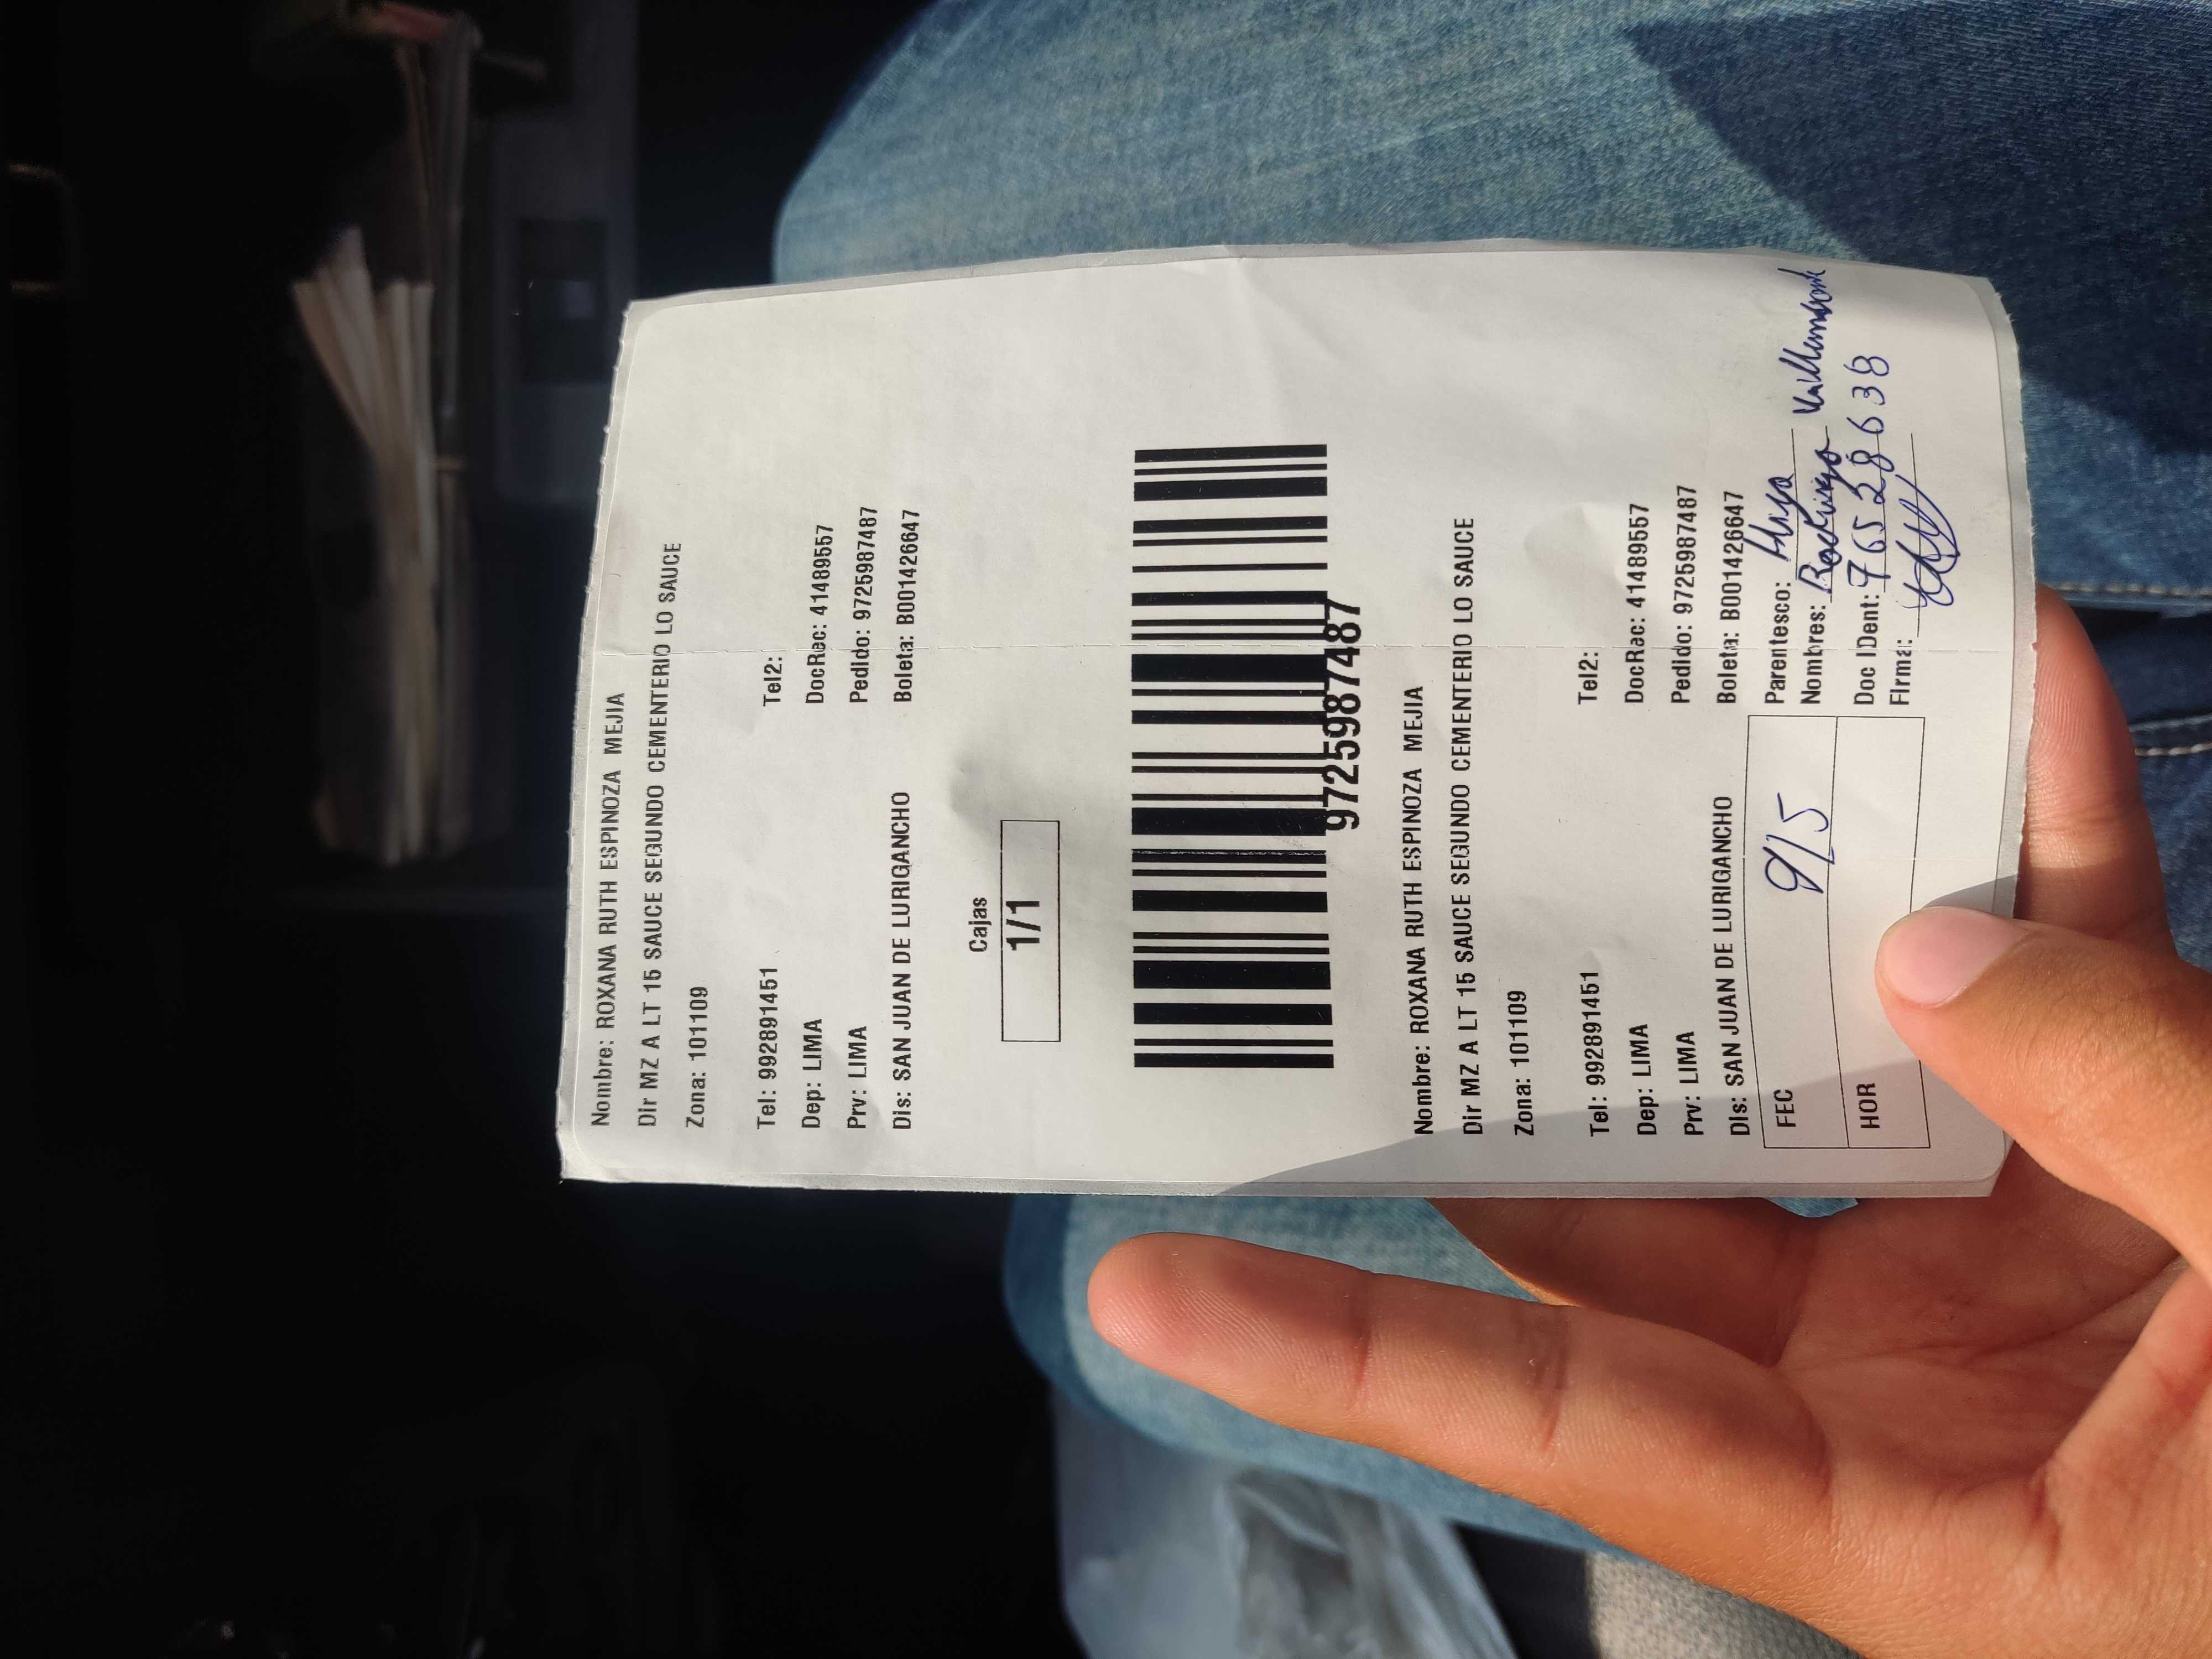 Nombre: ROXANA RUTH ESPINOZA MEJIA
Dir MZ A LT 15 SAUCE SEGUNDO CEMENTERIO LO SAUCE
Zona: 101109
Tel: 992891451 Tel2:
Dep: LIMA DocRec: 41489557
Prv: LIMA Pedido: 9725987487
Dis: SAN JUAN DE LURIGANCHO Boleta: B001426647
Cajas
1/1
9725987487
Nombre: ROXANA RUTH ESPINOZA MEJIA
Dir MZ A LT 15 SAUCE SEGUNDO CEMENTERIO LO SAUCE
Zona: 101109
Tel: 992891451 Tel2:
Dep: LIMA DocRec: 41489557
Prv: LIMA Pedido: 9725987487
Dis: SAN JUAN DE LURIGANCHO Boleta: B001426647
FEC 9/5 Parentesco:
Nombres:
HOR Doc IDent: 76528638
Firma: